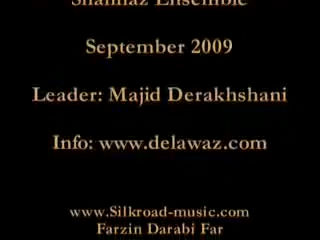 Shahnaz Ensemble
September 2009
Leader: Majid Derakhshani
Info: www.delawaz.com
www.Silkroad-music.com
Farzin Darabi Far